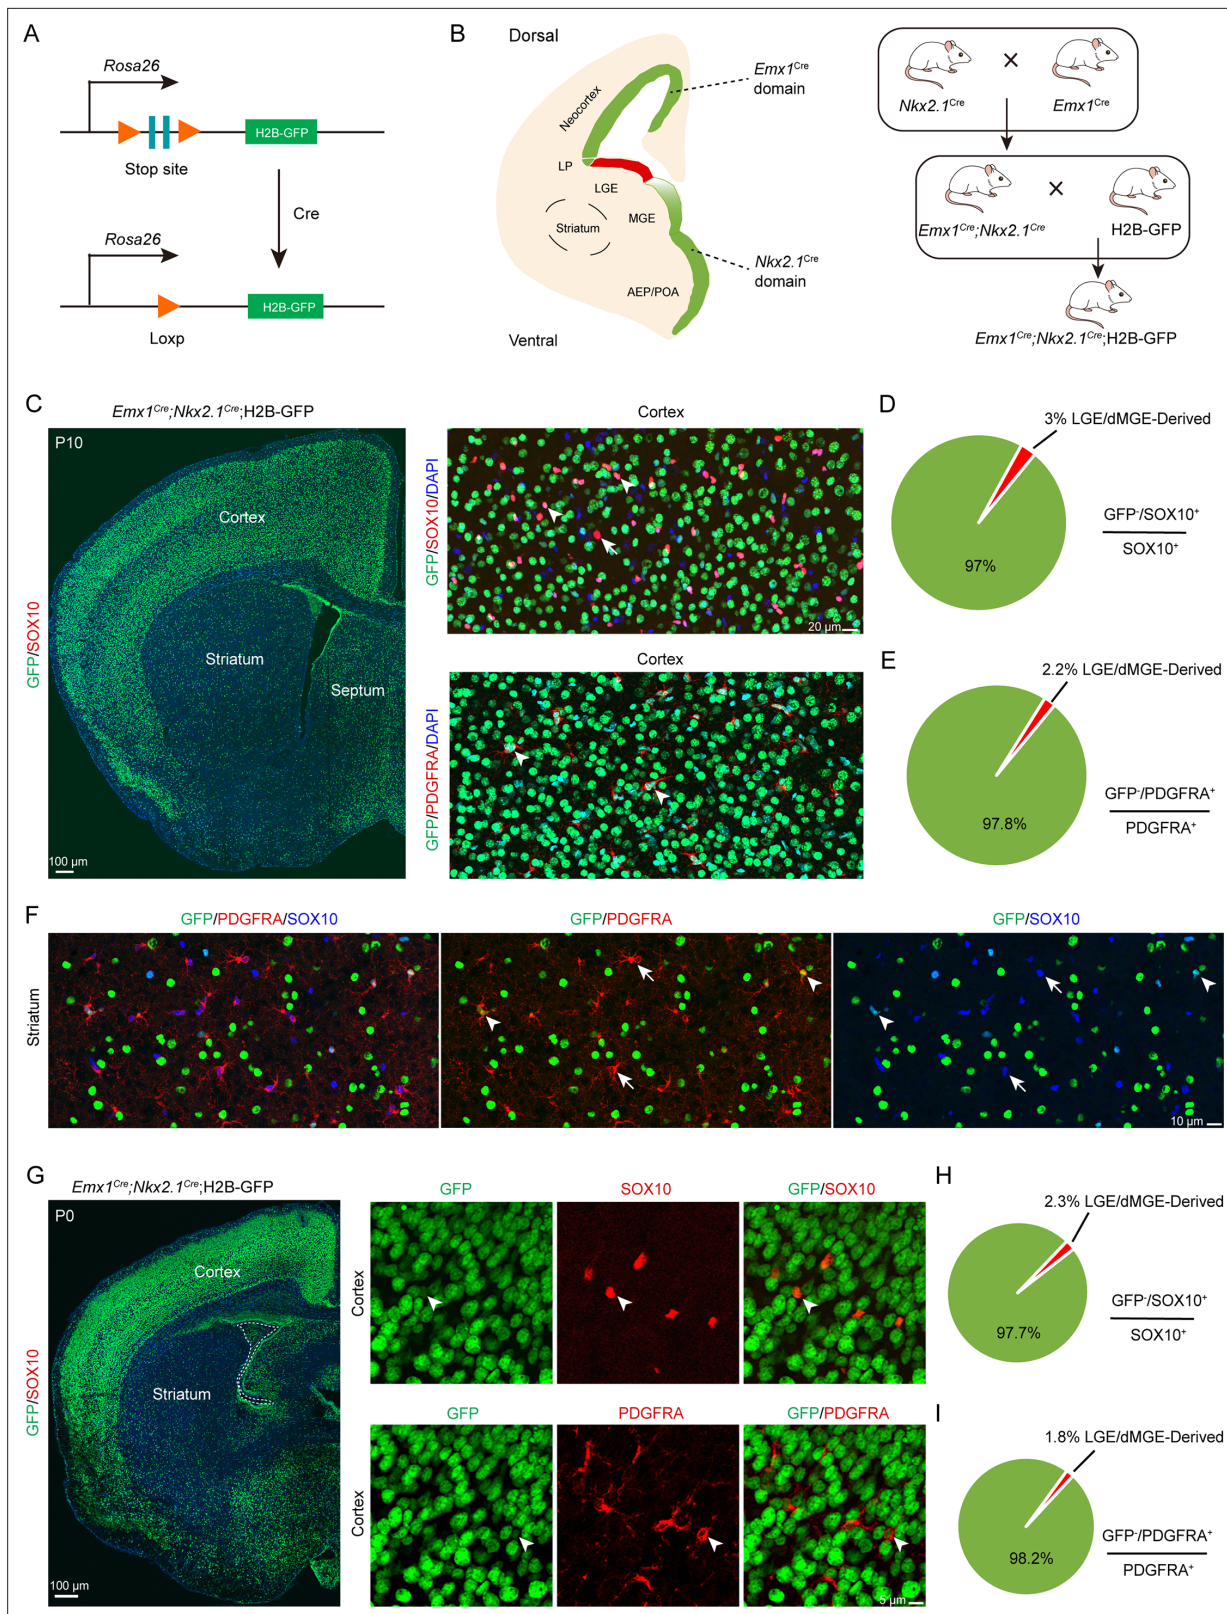 A
Rosa26
H2B-GFP
Stop site
Cre
Rosa26
H2B-GFP
Loxp
B
Dorsal
Emx1Cre
domain
Neocortex
LP
LGE
MGE
Striatum
Nkx2.1Cre
domain
AEP/POA
Ventral
×
Nkx2.1Cre
Emx1Cre
×
Emx1Cre;Nkx2.1Cre
H2B-GFP
Emx1Cre;Nkx2.1Cre;H2B-GFP
C
Emx1Cre;Nkx2.1Cre;H2B-GFP
P10
Cortex
Striatum
Septum
GFP/SOX10
100 µm
Cortex
GFP/SOX10/DAPI
20 µm
Cortex
GFP/PDGFRA/DAPI
D
3% LGE/dMGE-Derived
97%
GFP-/SOX10+
SOX10+
E
2.2% LGE/dMGE-Derived
97.8%
GFP-/PDGFRA+
PDGFRA+
F
GFP/PDGFRA/SOX10
GFP/PDGFRA
GFP/SOX10
Striatum
10 µm
G
Emx1Cre;Nkx2.1Cre;H2B-GFP
P0
Cortex
Striatum
GFP/SOX10
100 µm
GFP
SOX10
GFP/SOX10
Cortex
GFP
PDGFRA
GFP/PDGFRA
Cortex
5 µm
H
2.3% LGE/dMGE-Derived
97.7%
GFP-/SOX10+
SOX10+
I
1.8% LGE/dMGE-Derived
98.2%
GFP-/PDGFRA+
PDGFRA+